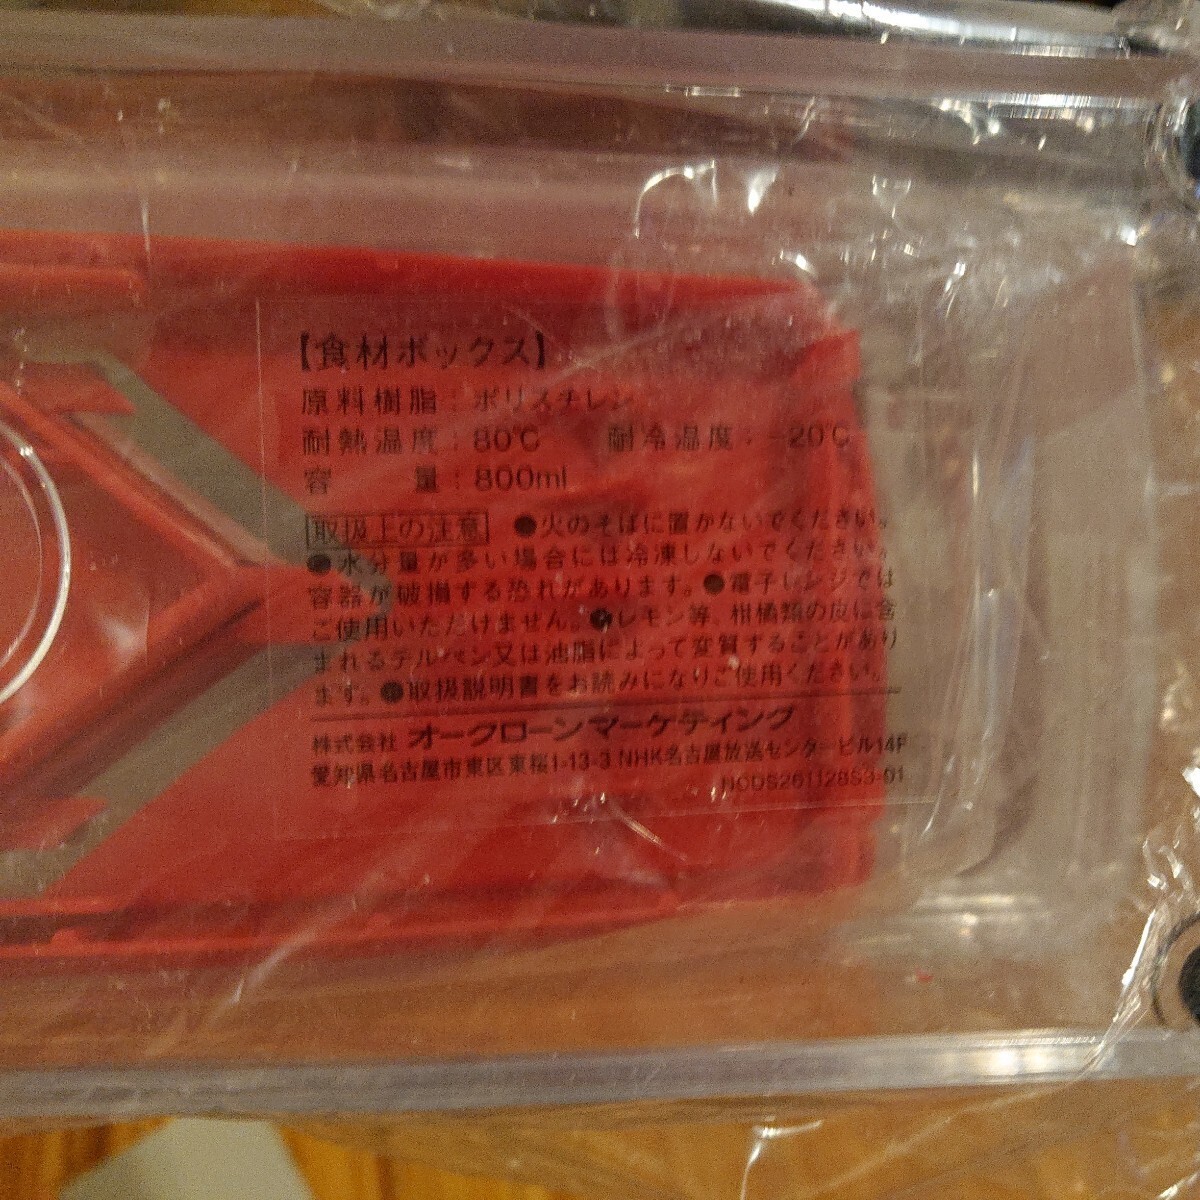 【食材ボックス】
原料樹脂：ポリスチレン
耐熱温度：80℃　耐冷温度：−20℃
容　　量：800ml
取扱上の注意 ●火のそばに置かないでください。
●水分量が多い場合には冷凍しないでください。
容器が破損する恐れがあります。●電子レンジでは
ご使用いただけません。●レモン等、柑橘類の皮に含
まれるテルペン又は油脂によって変質することがあり
ます。●取扱説明書をお読みになりご使用ください。
株式会社 オークローンマーケティング
愛知県名古屋市東区東桜1-13-3 NHK名古屋放送センタービル14F